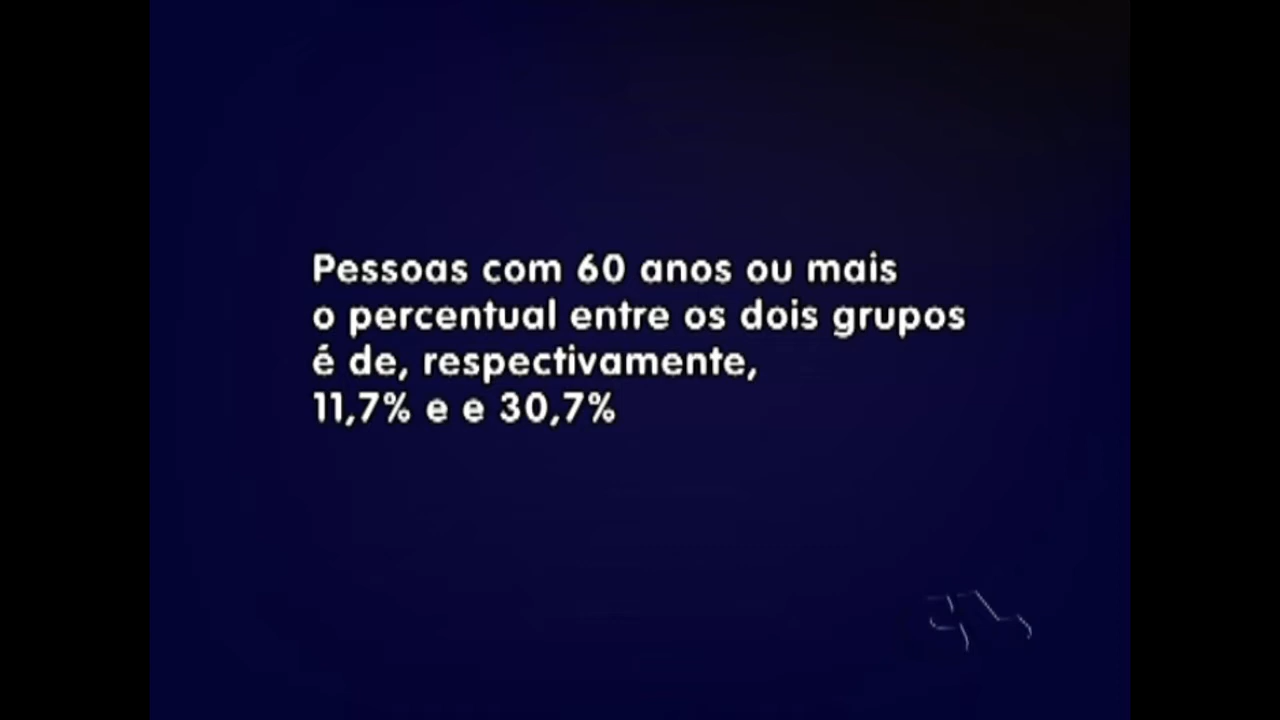 Pessoas com 60 anos ou mais
o percentual entre os dois grupos
é de, respectivamente,
11,7% e e 30,7%